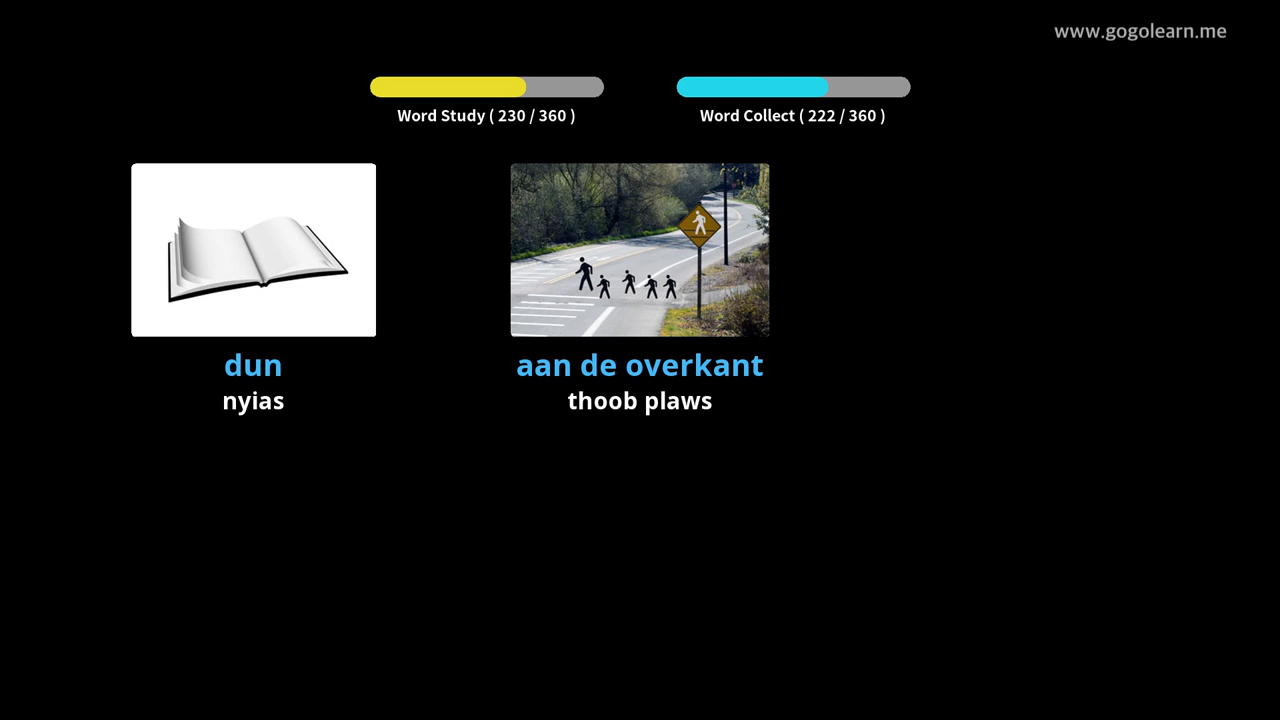 www.gogolearn.me
Word Study ( 230 / 360 )
Word Collect ( 222 / 360 )
dun
nyias
aan de overkant
thoob plaws